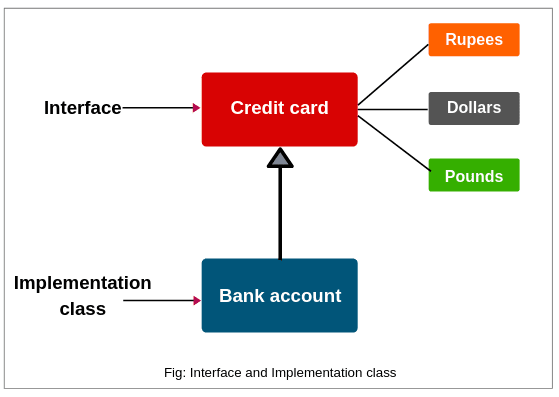 Rupees
Interface
Credit card
Dollars
Pounds
Implementation
class
Bank account
Fig: Interface and Implementation class